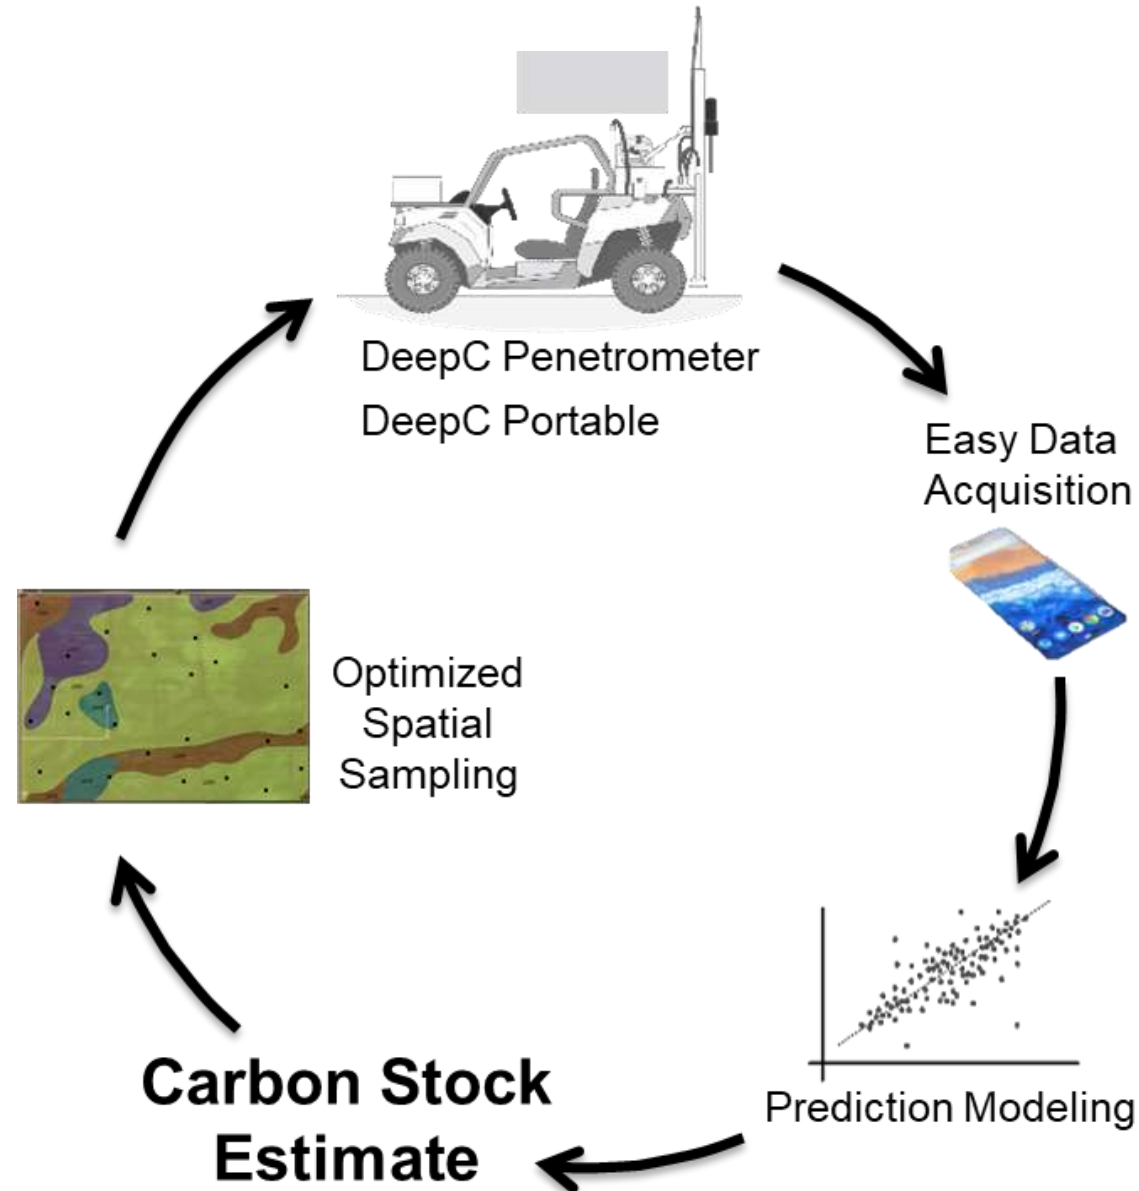 DeepC Penetrometer
DeepC Portable
Easy Data
Acquisition
Optimized
Spatial
Sampling
Prediction Modeling
Carbon Stock
Estimate